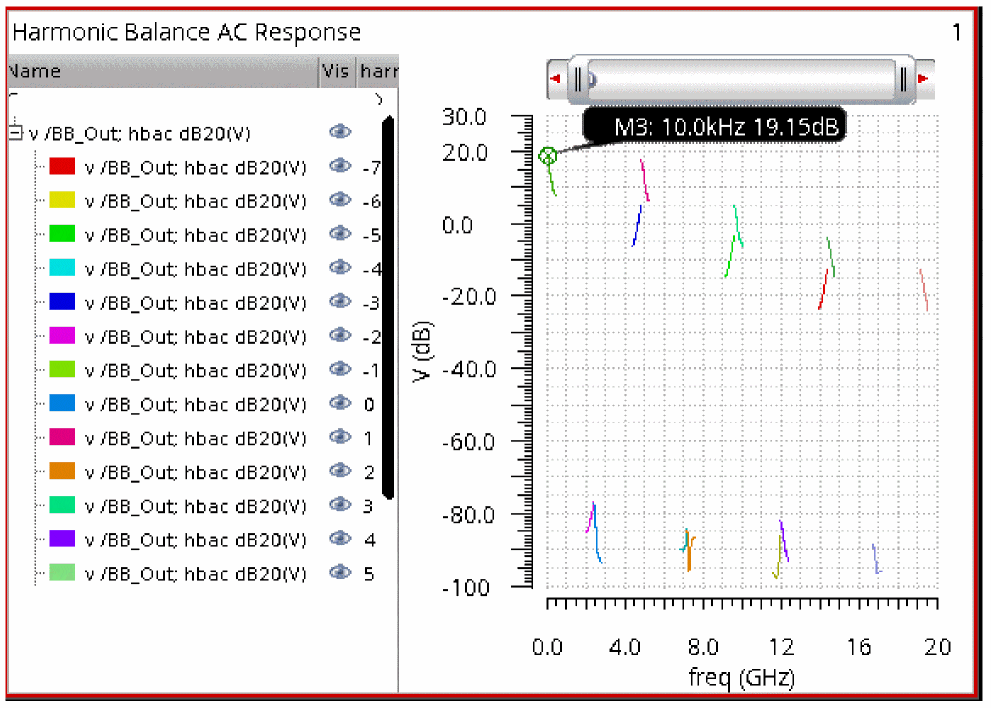 Harmonic Balance AC Response 1
Name Vis harr
v /BB_Out; hbac dB20(V)
v /BB_Out; hbac dB20(V) -7
v /BB_Out; hbac dB20(V) -6
v /BB_Out; hbac dB20(V) -5
v /BB_Out; hbac dB20(V) -4
v /BB_Out; hbac dB20(V) -3
v /BB_Out; hbac dB20(V) -2
v /BB_Out; hbac dB20(V) -1
v /BB_Out; hbac dB20(V) 0
v /BB_Out; hbac dB20(V) 1
v /BB_Out; hbac dB20(V) 2
v /BB_Out; hbac dB20(V) 3
v /BB_Out; hbac dB20(V) 4
v /BB_Out; hbac dB20(V) 5
M3: 10.0kHz 19.15dB
V (dB)
30.0
20.0
0.0
-20.0
-40.0
-60.0
-80.0
-100
0.0 4.0 8.0 12 16 20
freq (GHz)